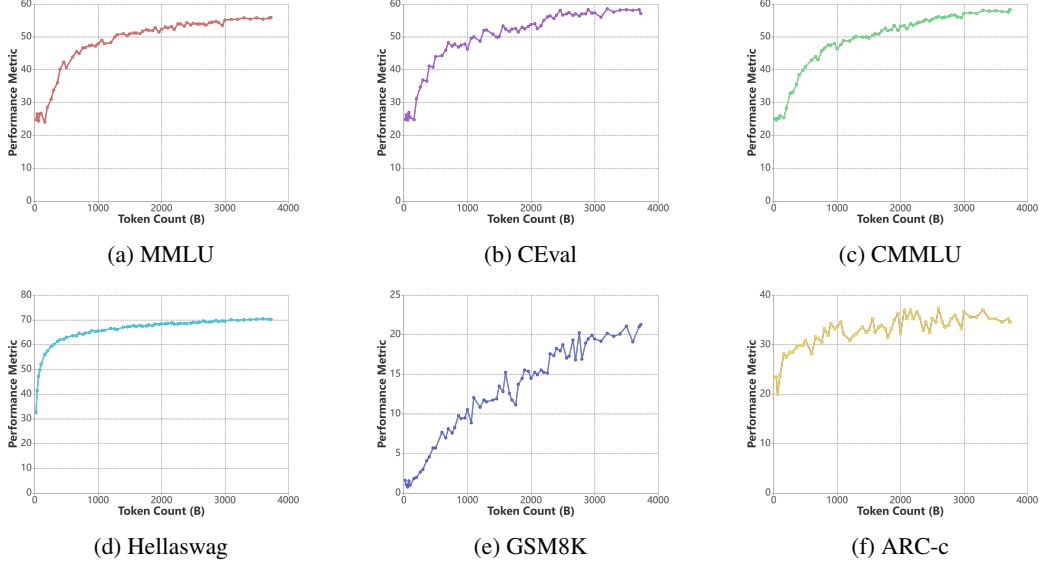 60
50
40
30
20
10
0
Performance Metric
0 1000 2000 3000 4000
Token Count (B)
(a) MMLU
60
50
40
30
20
10
0
Performance Metric
0 1000 2000 3000 4000
Token Count (B)
(b) CEval
60
50
40
30
20
10
0
Performance Metric
0 1000 2000 3000 4000
Token Count (B)
(c) CMMLU
80
70
60
50
40
30
20
10
0
Performance Metric
0 1000 2000 3000 4000
Token Count (B)
(d) Hellaswag
25
20
15
10
5
0
Performance Metric
0 1000 2000 3000 4000
Token Count (B)
(e) GSM8K
40
30
20
10
0
Performance Metric
0 1000 2000 3000 4000
Token Count (B)
(f) ARC-c